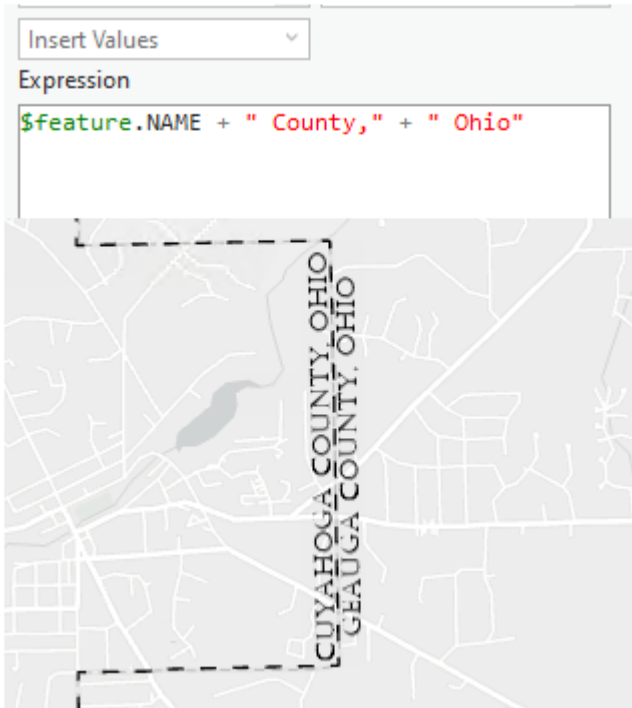 Insert Values
Expression
$feature.NAME + " County," + " Ohio"
CUYAHOGA COUNTY, OHIO
GEAUGA COUNTY, OHIO